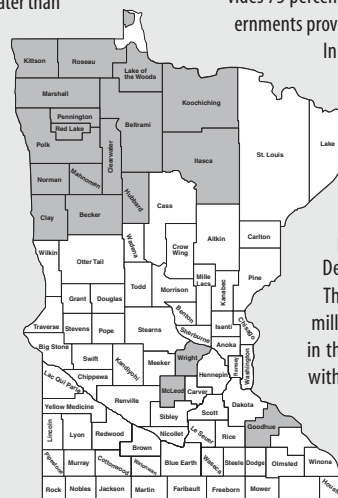 ater than
vides 75 percent
ernments prov
In
De
Th
mill
in th
with
Kittson
Roseau
Lake of
the Woods
Marshall
Koochiching
Pennington
Red Lake
Beltrami
Polk
Clearwater
Itasca
St. Louis
Lake
Norman
Mahnomen
Hubbard
Cass
Clay
Becker
Wadena
Crow
Wing
Aitkin
Carlton
Wilkin
Otter Tail
Todd
Morrison
Mille
Lacs
Kanabec
Pine
Grant
Douglas
Benton
Traverse
Stevens
Pope
Stearns
Sherburne
Isanti
Chisago
Big Stone
Swift
Kandiyohi
Meeker
Wright
Anoka
Hennepin
Ramsey
Washington
Lac Qui Parle
Chippewa
McLeod
Carver
Renville
Scott
Dakota
Yellow Medicine
Sibley
Goodhue
Lincoln
Lyon
Redwood
Nicollet
Le Sueur
Rice
Brown
Pipestone
Murray
Cottonwood
Watonwan
Blue Earth
Waseca
Steele
Dodge
Olmsted
Winona
Rock
Nobles
Jackson
Martin
Faribault
Freeborn
Mower
Houst